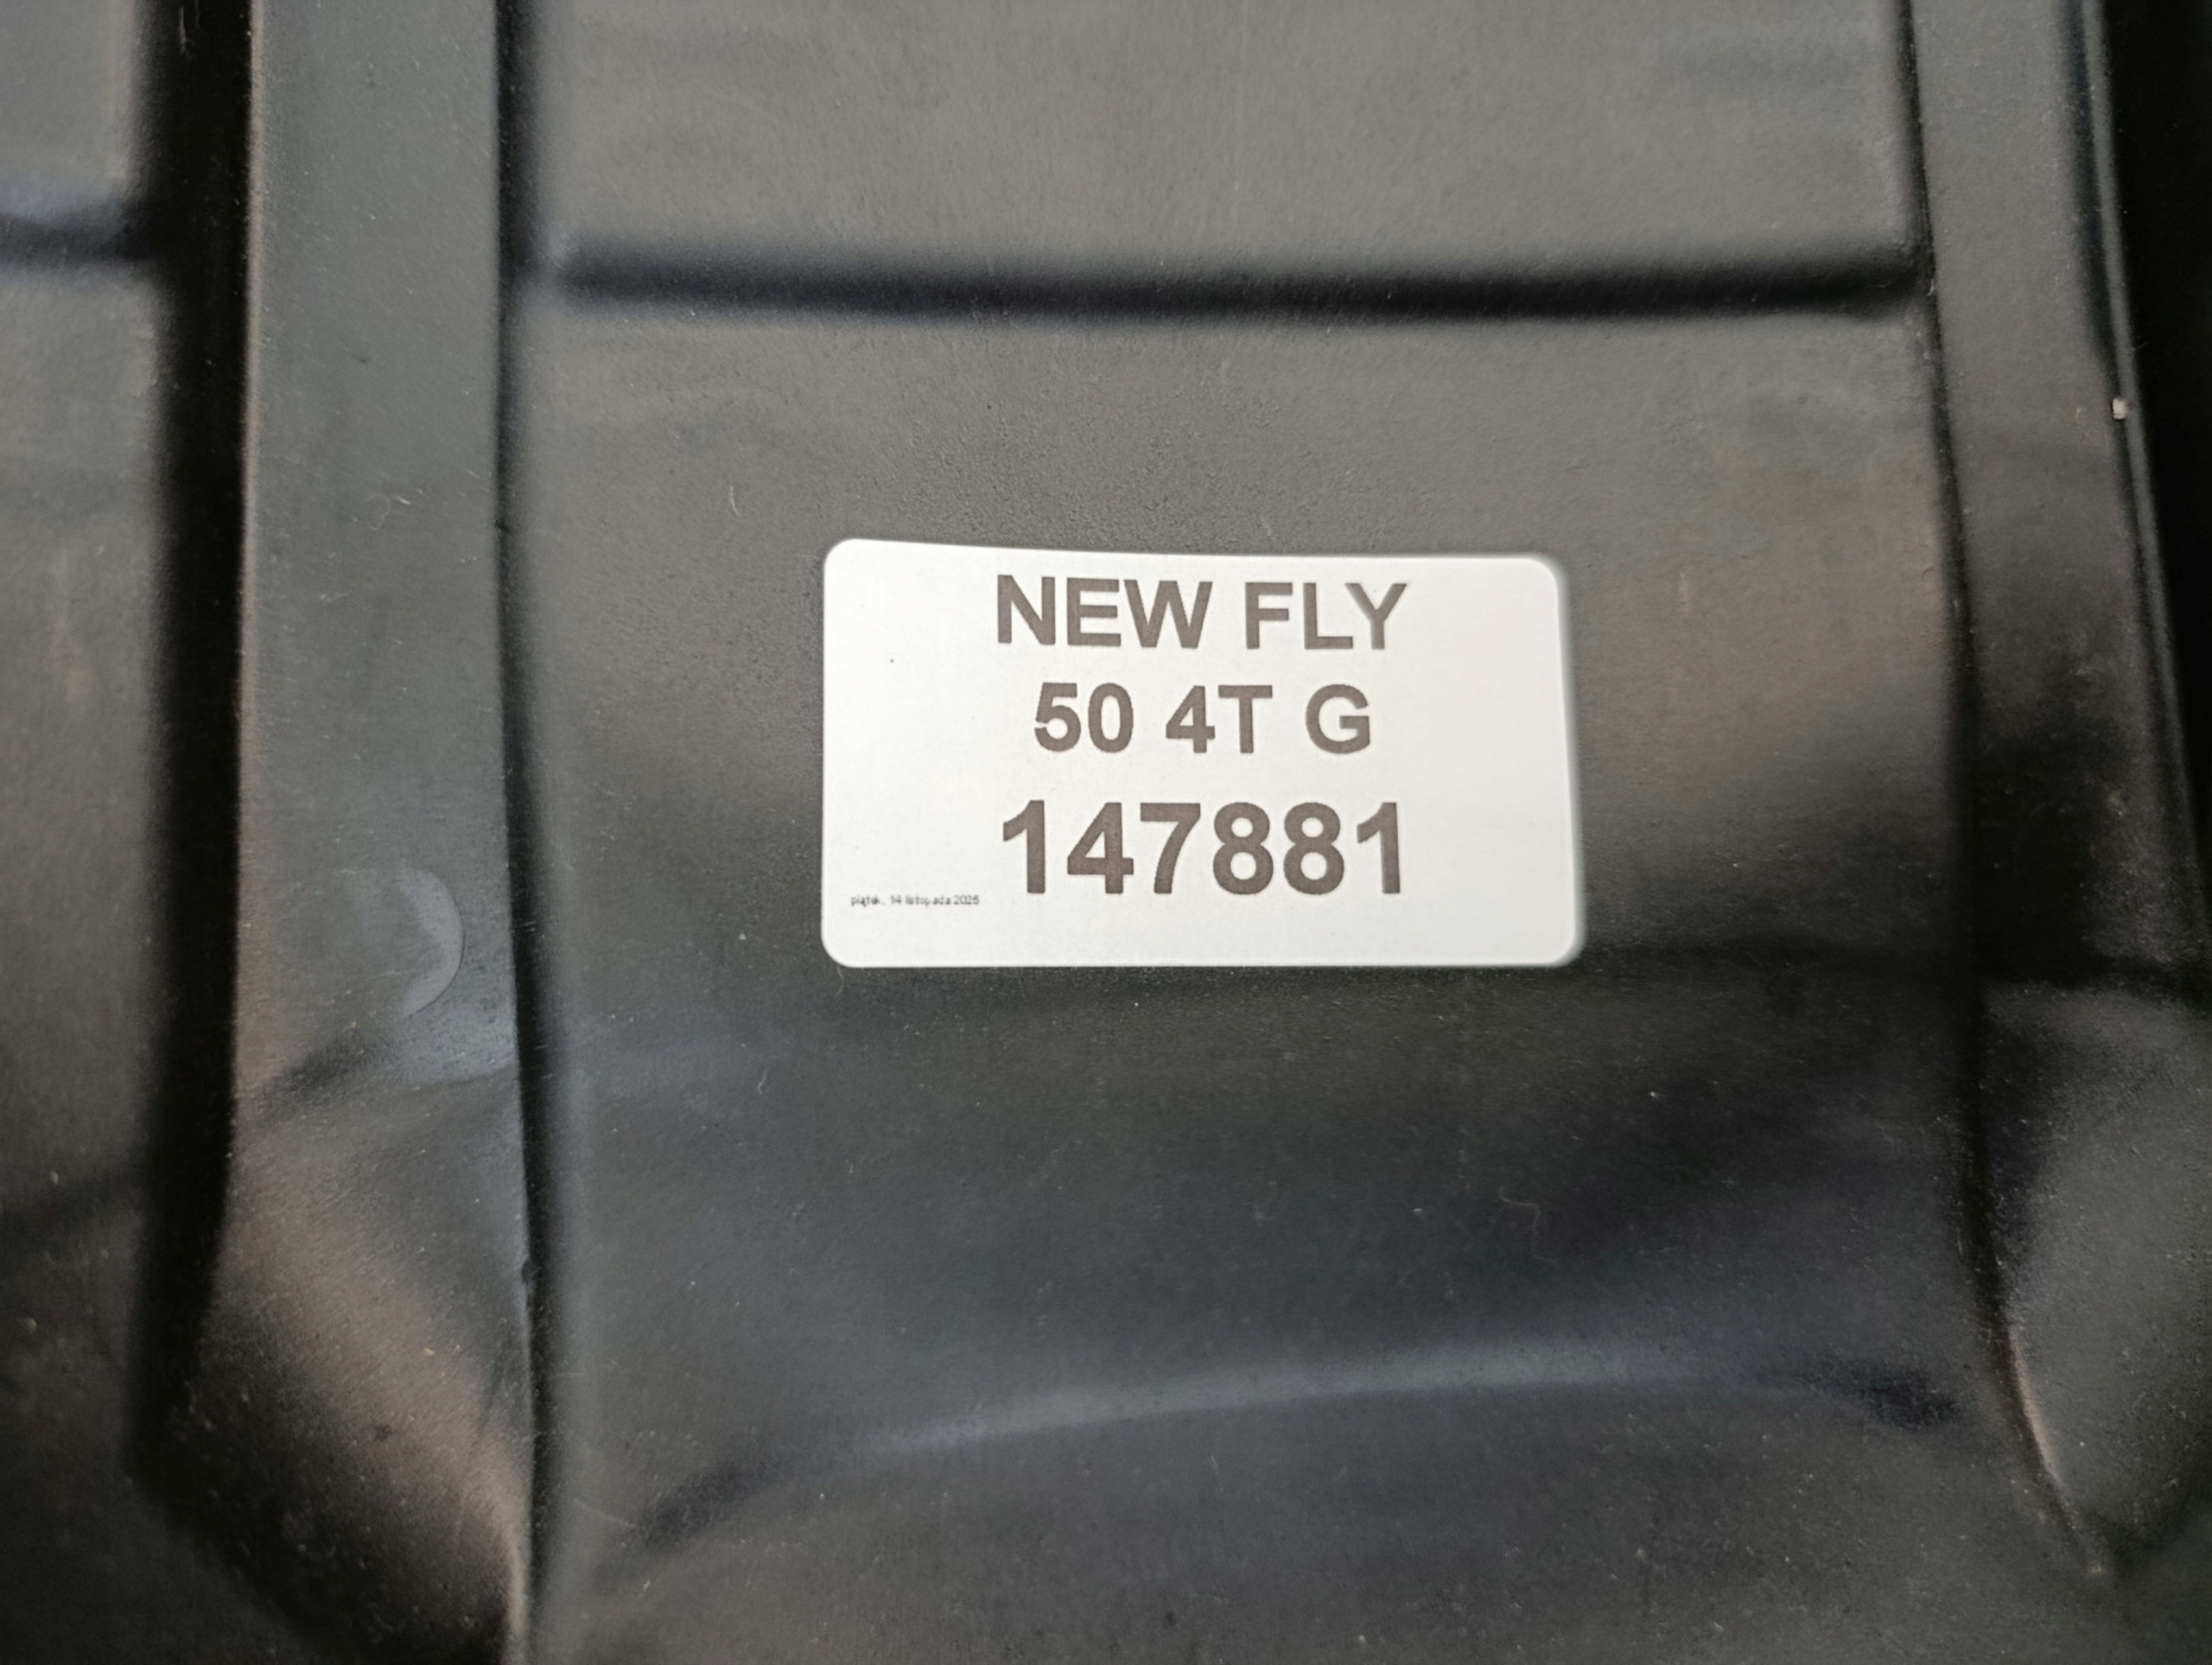 NEW FLY
50 4T G
147881
piątek, 14 listopada 2025